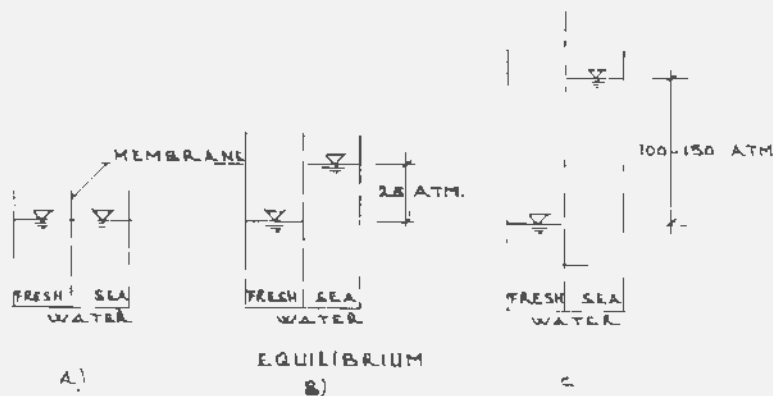 MEMBRANE
100-150 ATM
25 ATM.
FRESH SEA
WATER
FRESH SEA
WATER
FRESH SEA
WATER
EQUILIBRIUM
A)
B)
C